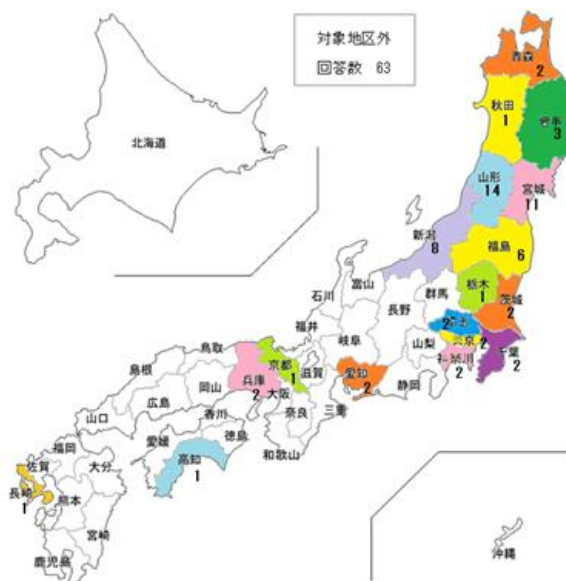 対象地区外
回答数 63
北海道
青森
2
秋田
1
岩手
3
山形
14
宮城
11
新潟
8
福島
6
栃木
1
茨城
2
群馬
富山
石川
長野
福井
岐阜
山梨
2
2
神奈川
2
千葉
2
愛知
2
静岡
三重
滋賀
京都
1
兵庫
2
大阪
奈良
和歌山
鳥取
島根
岡山
広島
山口
香川
徳島
愛媛
高知
1
福岡
佐賀
大分
長崎
1
熊本
宮崎
鹿児島
沖縄